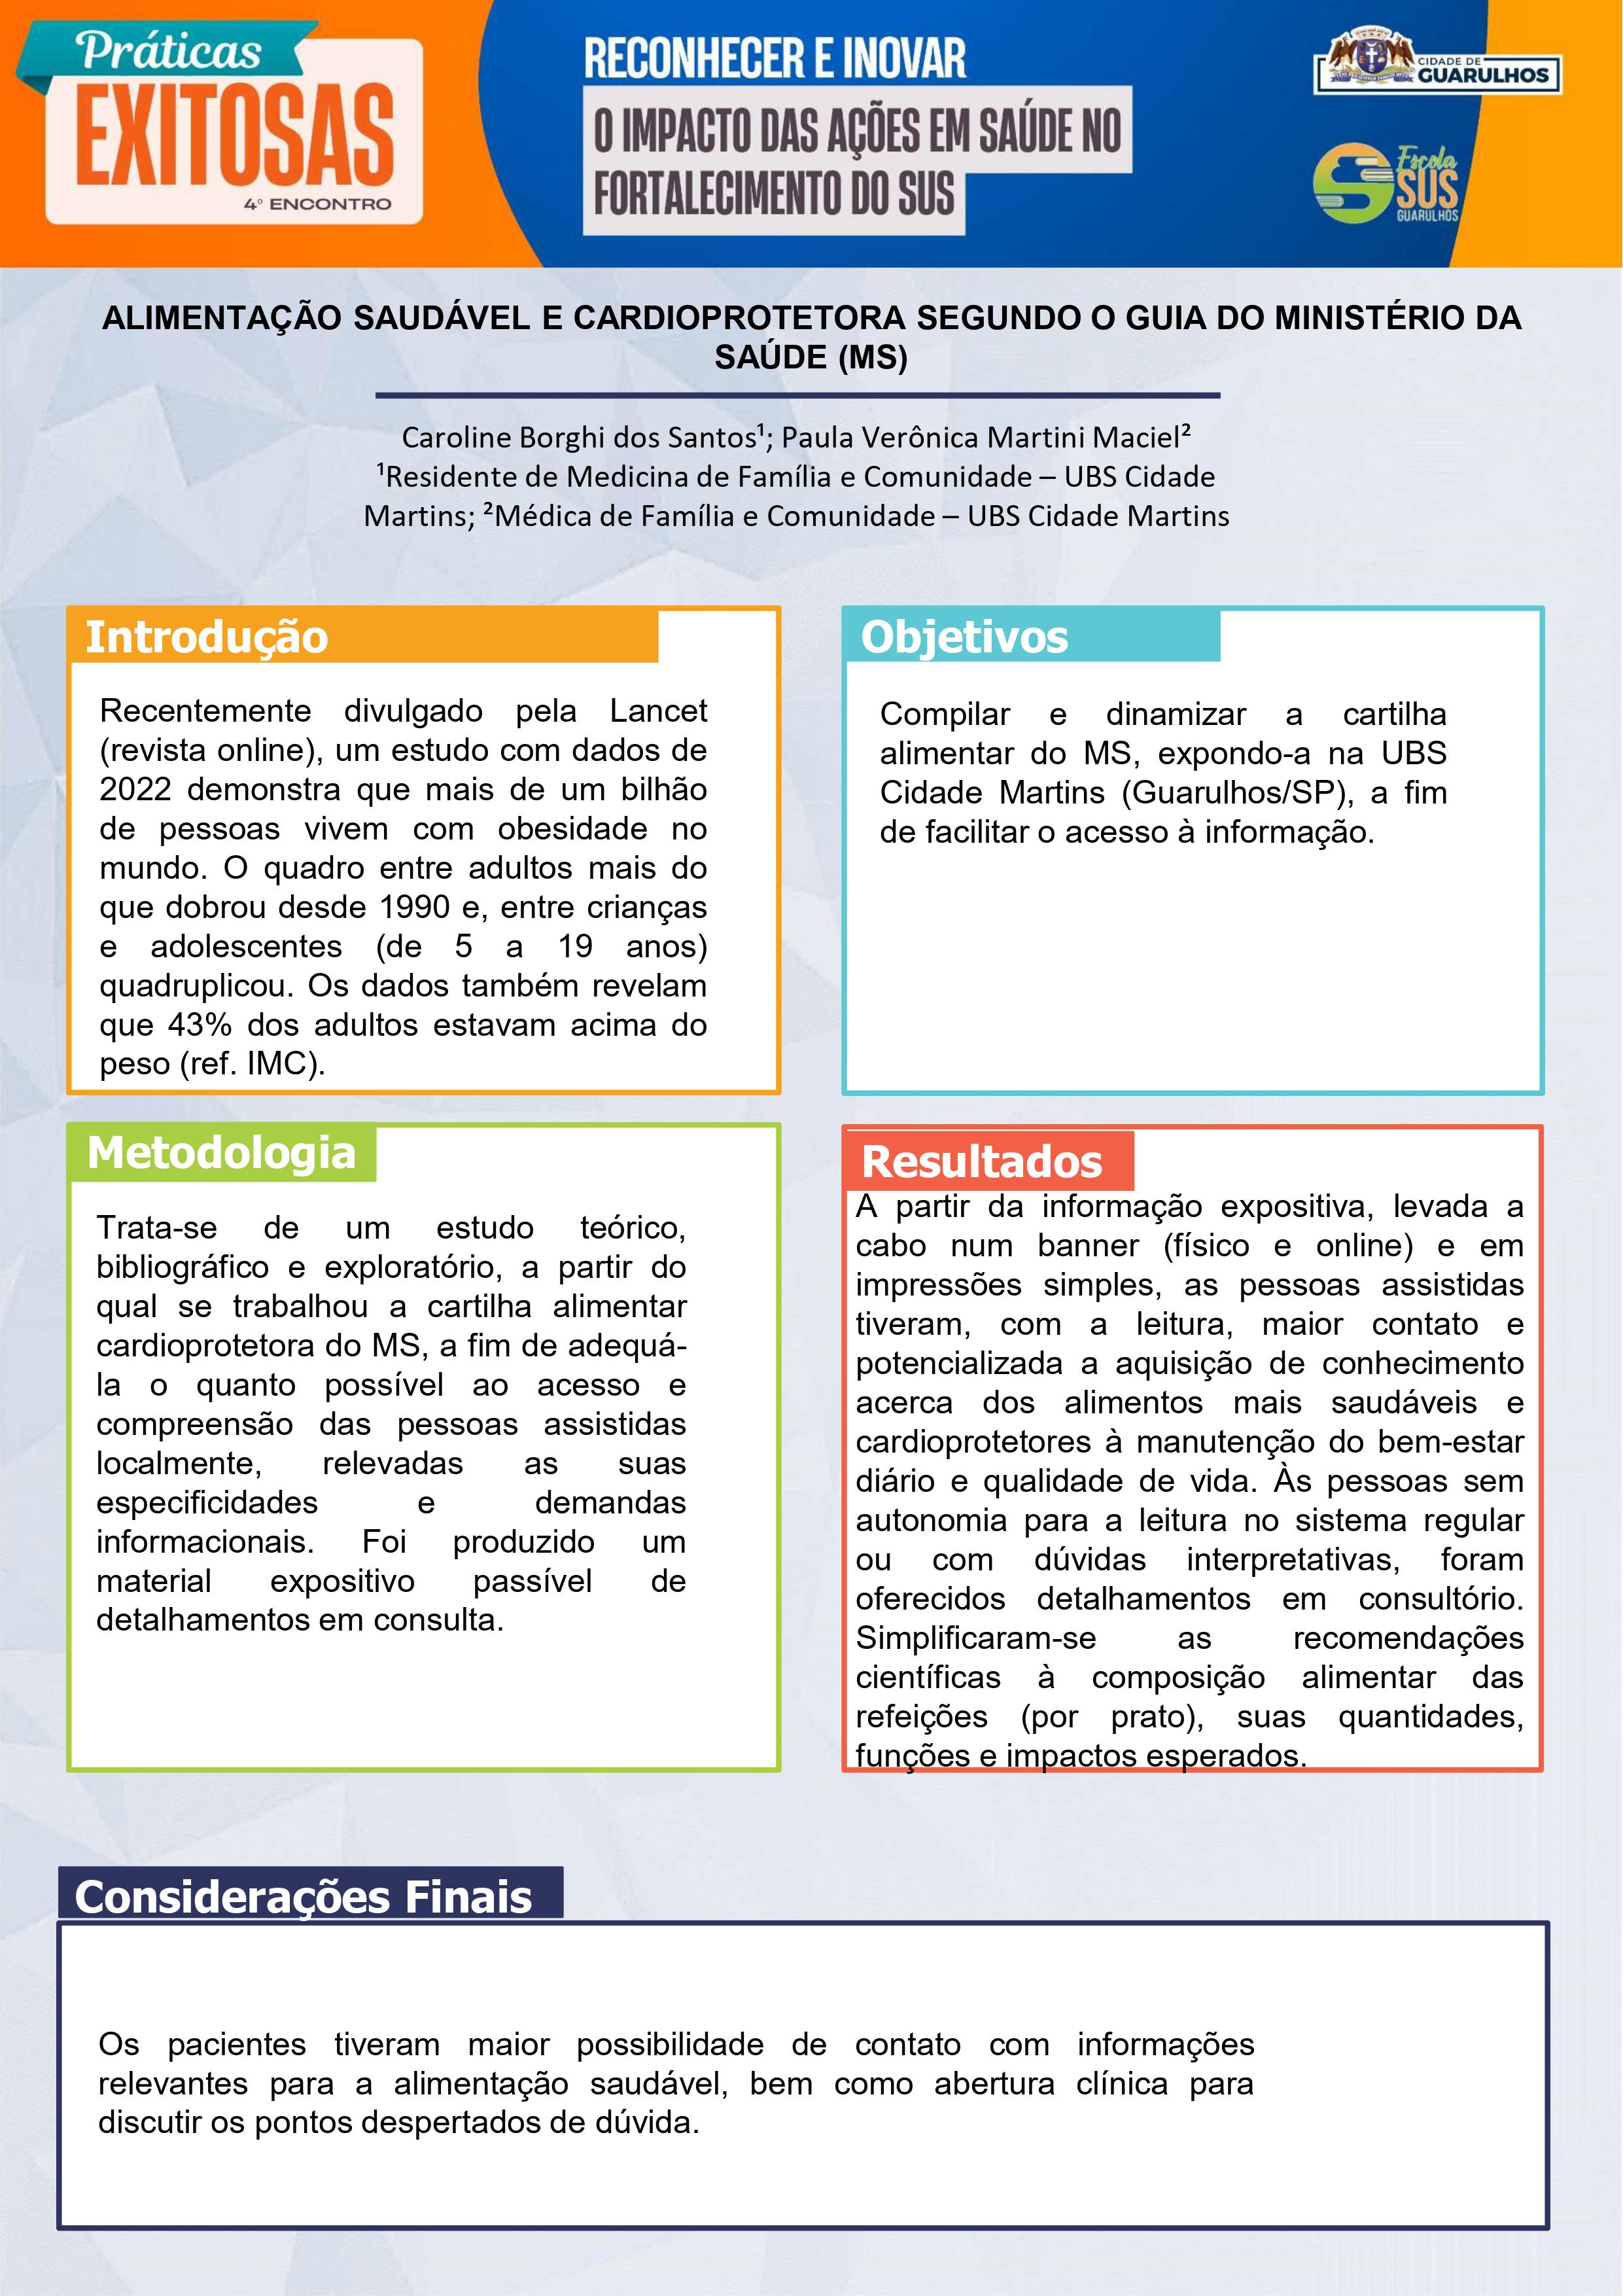 Práticas
EXITOSAS
4º ENCONTRO
RECONHECER E INOVAR
O IMPACTO DAS AÇÕES EM SAÚDE NO
FORTALECIMENTO DO SUS
CIDADE DE
GUARULHOS
Escola
SUS
GUARULHOS
ALIMENTAÇÃO SAUDÁVEL E CARDIOPROTETORA SEGUNDO O GUIA DO MINISTÉRIO DA
SAÚDE (MS)
Caroline Borghi dos Santos¹; Paula Verônica Martini Maciel²
¹Residente de Medicina de Família e Comunidade – UBS Cidade
Martins; ²Médica de Família e Comunidade – UBS Cidade Martins
Introdução
Recentemente divulgado pela Lancet
(revista online), um estudo com dados de
2022 demonstra que mais de um bilhão
de pessoas vivem com obesidade no
mundo. O quadro entre adultos mais do
que dobrou desde 1990 e, entre crianças
e adolescentes (de 5 a 19 anos)
quadruplicou. Os dados também revelam
que 43% dos adultos estavam acima do
peso (ref. IMC).
Objetivos
Compilar e dinamizar a cartilha
alimentar do MS, expondo-a na UBS
Cidade Martins (Guarulhos/SP), a fim
de facilitar o acesso à informação.
Metodologia
Trata-se de um estudo teórico,
bibliográfico e exploratório, a partir do
qual se trabalhou a cartilha alimentar
cardioprotetora do MS, a fim de adequá-
la o quanto possível ao acesso e
compreensão das pessoas assistidas
localmente, relevadas as suas
especificidades e demandas
informacionais. Foi produzido um
material expositivo passível de
detalhamentos em consulta.
Resultados
A partir da informação expositiva, levada a
cabo num banner (físico e online) e em
impressões simples, as pessoas assistidas
tiveram, com a leitura, maior contato e
potencializada a aquisição de conhecimento
acerca dos alimentos mais saudáveis e
cardioprotetores à manutenção do bem-estar
diário e qualidade de vida. Às pessoas sem
autonomia para a leitura no sistema regular
ou com dúvidas interpretativas, foram
oferecidos detalhamentos em consultório.
Simplificaram-se as recomendações
científicas à composição alimentar das
refeições (por prato), suas quantidades,
funções e impactos esperados.
Considerações Finais
Os pacientes tiveram maior possibilidade de contato com informações
relevantes para a alimentação saudável, bem como abertura clínica para
discutir os pontos despertados de dúvida.